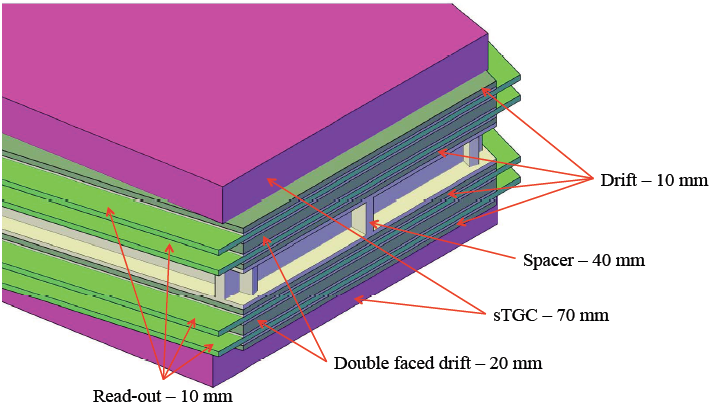 Drift – 10 mm
Spacer – 40 mm
sTGC – 70 mm
Double faced drift – 20 mm
Read-out – 10 mm